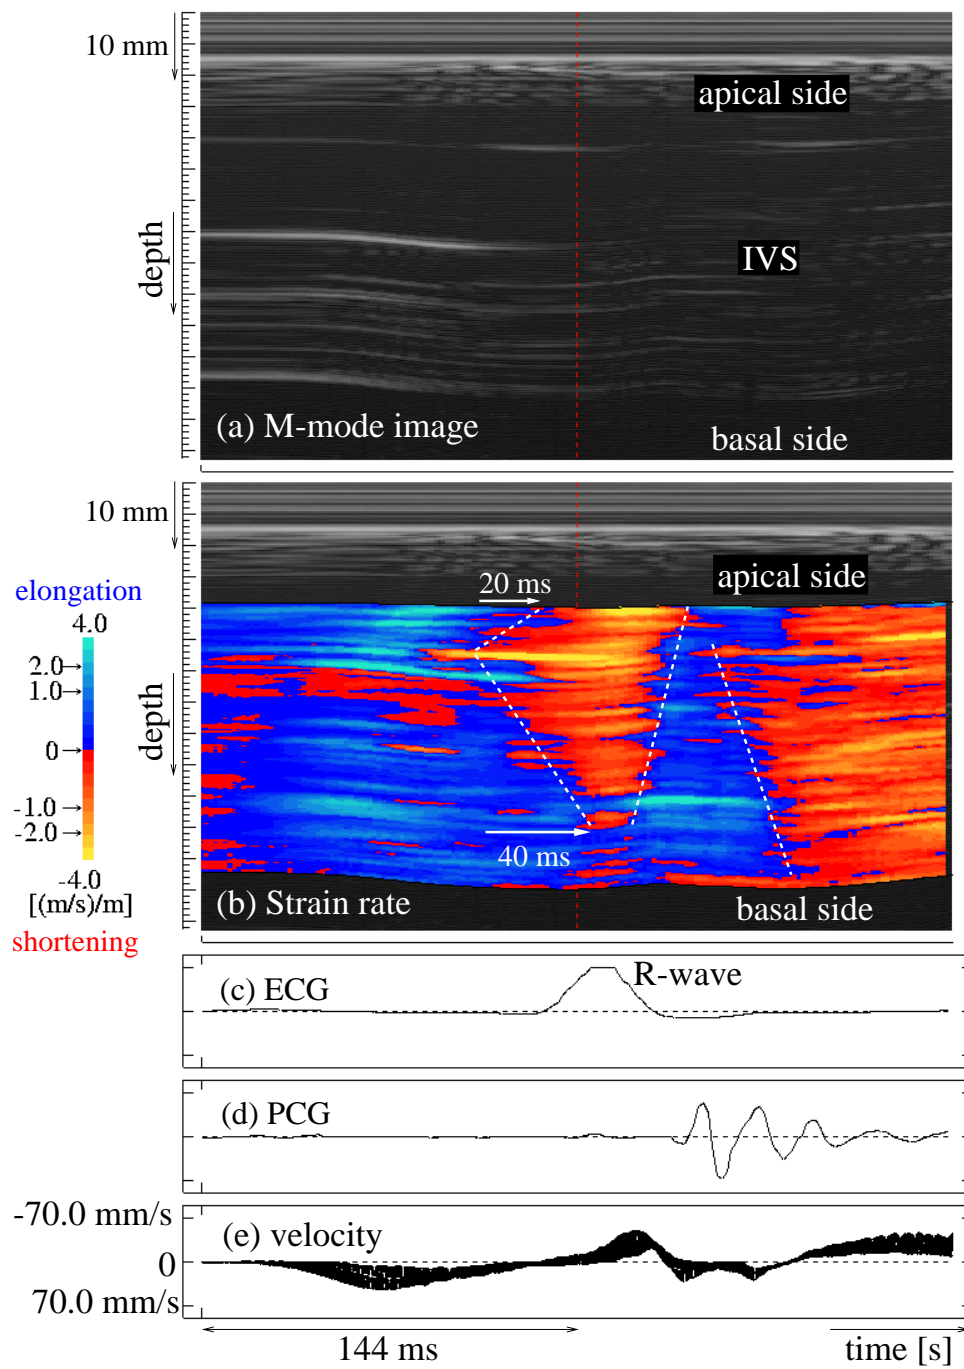 10 mm
apical side
depth
IVS
(a) M-mode image
basal side
10 mm
elongation
4.0
2.0→
1.0→
0→
-1.0→
-2.0→
-4.0
[(m/s)/m]
shortening
20 ms
apical side
depth
40 ms
(b) Strain rate
basal side
(c) ECG
R-wave
(d) PCG
-70.0 mm/s
(e) velocity
0
70.0 mm/s
144 ms
time [s]